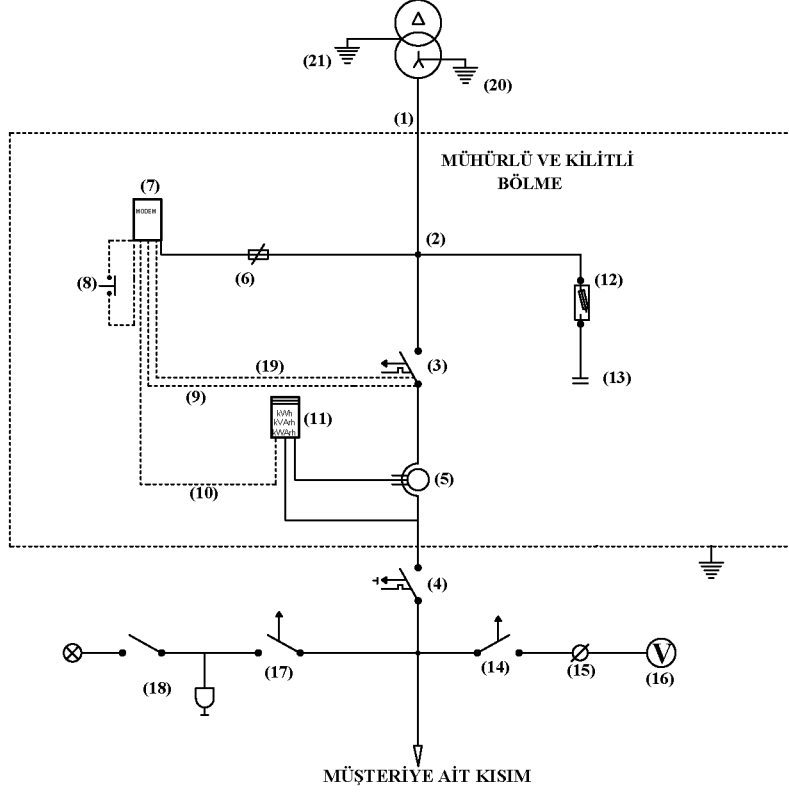 (21)
(20)
(1)
MÜHÜRLÜ VE KİLİTLİ
BÖLME
(7)
MODEM
(2)
(6)
(8)
(12)
(19)
(3)
(13)
(9)
kWh
kVArh
kWArh
(11)
(5)
(10)
(4)
V
(14)
(15)
(16)
(17)
(18)
MÜŞTERİYE AİT KISIM